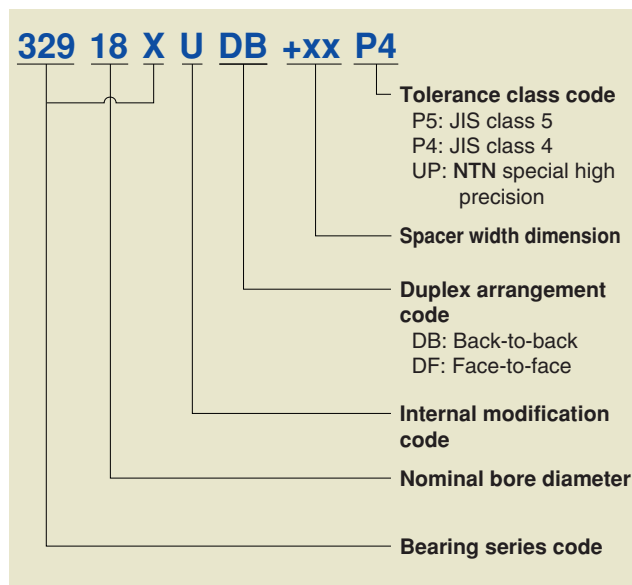 329 18 X U DB +xx P4
Tolerance class code
P5: JIS class 5
P4: JIS class 4
UP: NTN special high
precision
Spacer width dimension
Duplex arrangement
code
DB: Back-to-back
DF: Face-to-face
Internal modification
code
Nominal bore diameter
Bearing series code